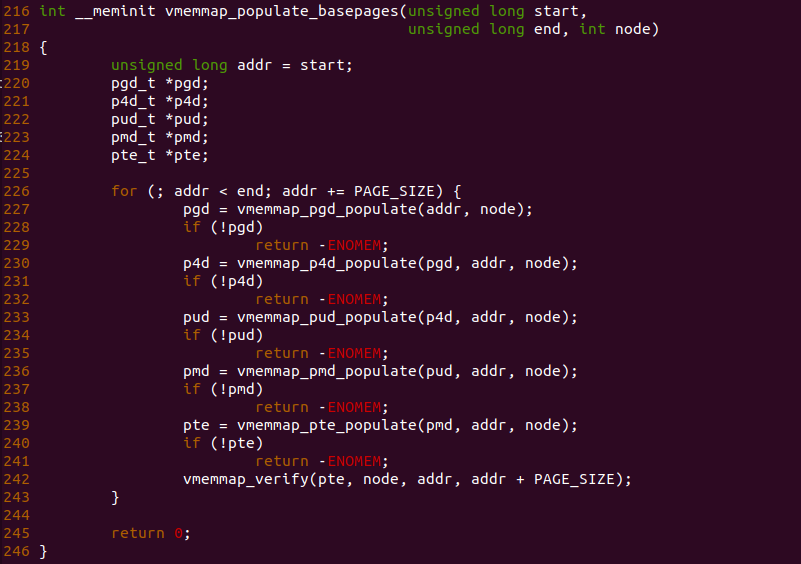 216 int __meminit vmemmap_populate_basepages(unsigned long start,
217                                          unsigned long end, int node)
218 {
219         unsigned long addr = start;
220         pgd_t *pgd;
221         p4d_t *p4d;
222         pud_t *pud;
223         pmd_t *pmd;
224         pte_t *pte;
225
226         for (; addr < end; addr += PAGE_SIZE) {
227                 pgd = vmemmap_pgd_populate(addr, node);
228                 if (!pgd)
229                         return -ENOMEM;
230                 p4d = vmemmap_p4d_populate(pgd, addr, node);
231                 if (!p4d)
232                         return -ENOMEM;
233                 pud = vmemmap_pud_populate(p4d, addr, node);
234                 if (!pud)
235                         return -ENOMEM;
236                 pmd = vmemmap_pmd_populate(pud, addr, node);
237                 if (!pmd)
238                         return -ENOMEM;
239                 pte = vmemmap_pte_populate(pmd, addr, node);
240                 if (!pte)
241                         return -ENOMEM;
242                 vmemmap_verify(pte, node, addr, addr + PAGE_SIZE);
243         }
244
245         return 0;
246 }